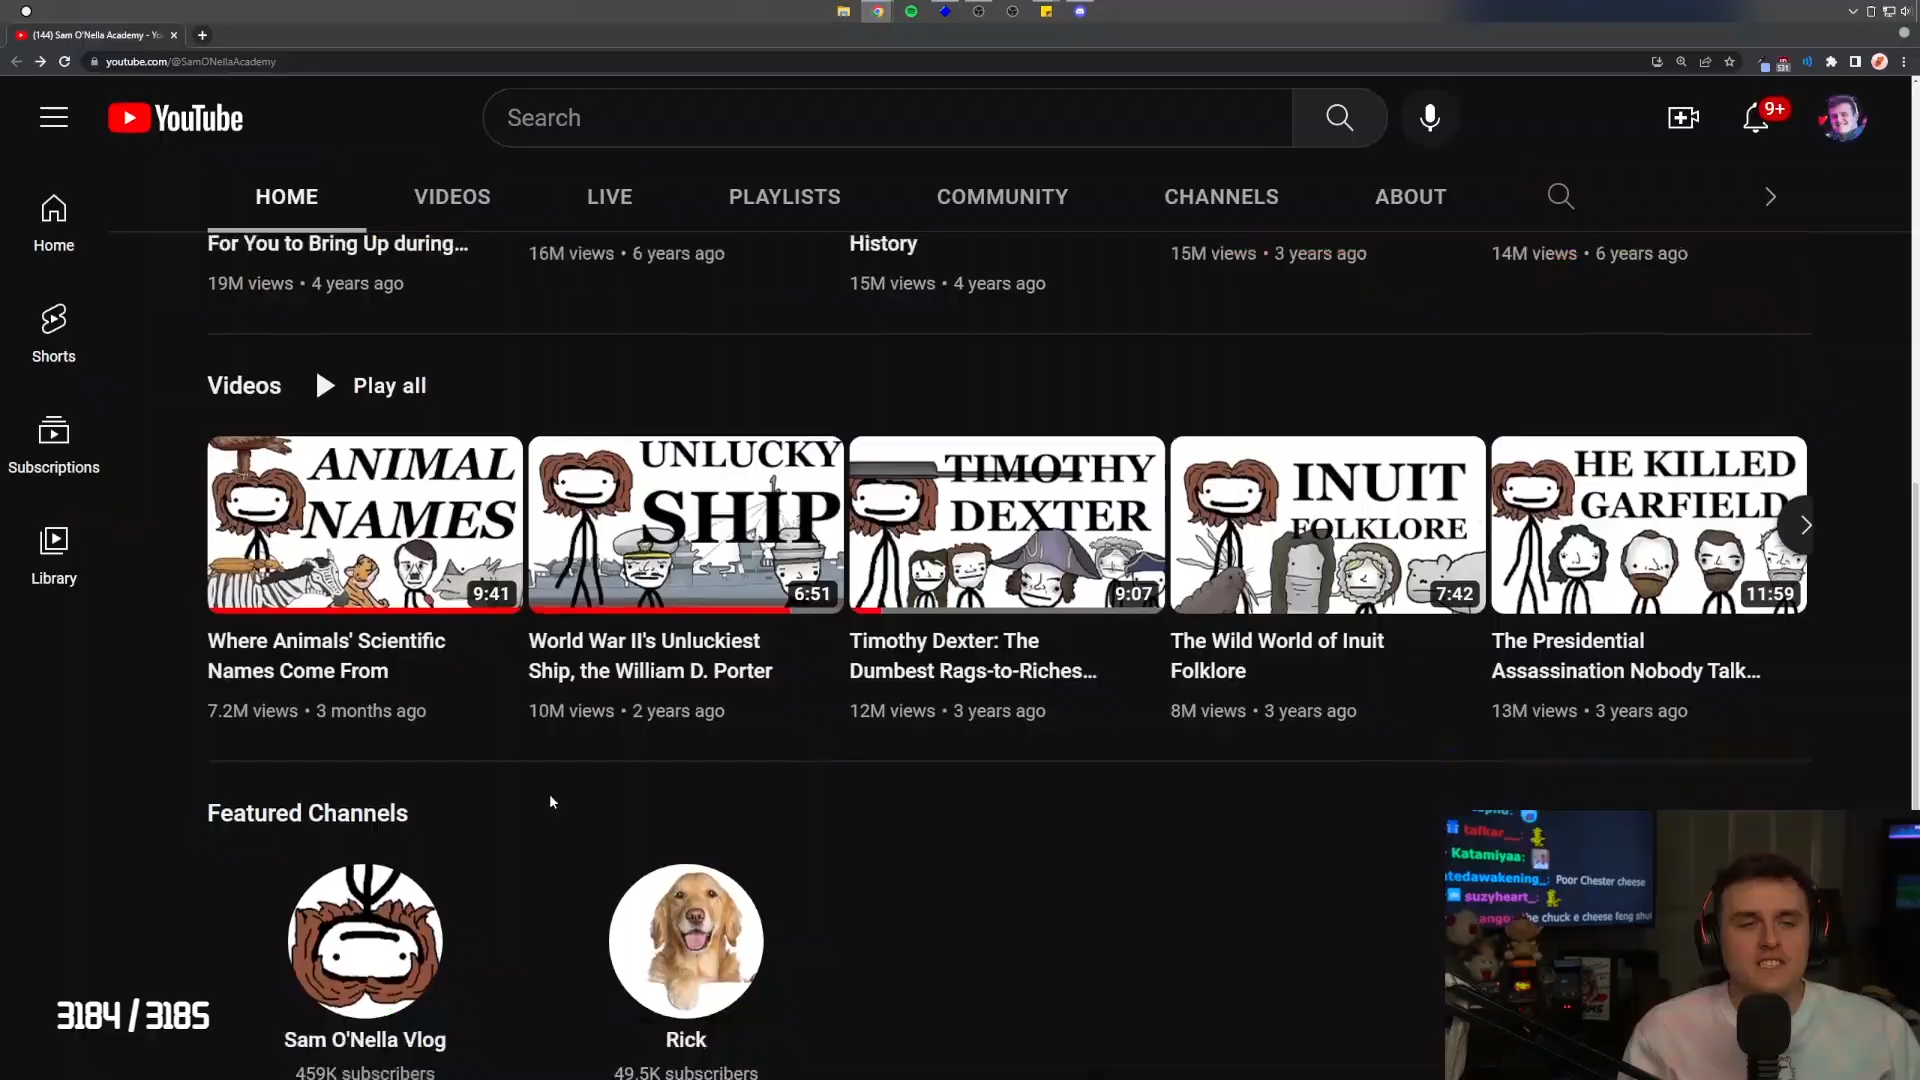 (144) Sam O'Nella Academy - Yo
youtube.com/@SamONellaAcademy
531
YouTube
Search
9+
HOME
VIDEOS
LIVE
PLAYLISTS
COMMUNITY
CHANNELS
ABOUT
Home
Shorts
Subscriptions
Library
For You to Bring Up during...
19M views • 4 years ago
16M views • 6 years ago
History
15M views • 4 years ago
15M views • 3 years ago
14M views • 6 years ago
Videos
Play all
ANIMAL
NAMES
9:41
Where Animals' Scientific
Names Come From
7.2M views • 3 months ago
UNLUCKY
SHIP
6:51
World War II's Unluckiest
Ship, the William D. Porter
10M views • 2 years ago
TIMOTHY
DEXTER
9:07
Timothy Dexter: The
Dumbest Rags-to-Riches...
12M views • 3 years ago
INUIT
FOLKLORE
7:42
The Wild World of Inuit
Folklore
8M views • 3 years ago
HE KILLED
GARFIELD
11:59
The Presidential
Assassination Nobody Talk...
13M views • 3 years ago
Featured Channels
Sam O'Nella Vlog
459K subscribers
Rick
49.5K subscribers
3184 / 3185
tafkar__:
Katamiyaa:
tedawakening_: Poor Chester cheese
suzyheart_:
ango: the chuck e cheese feng shui